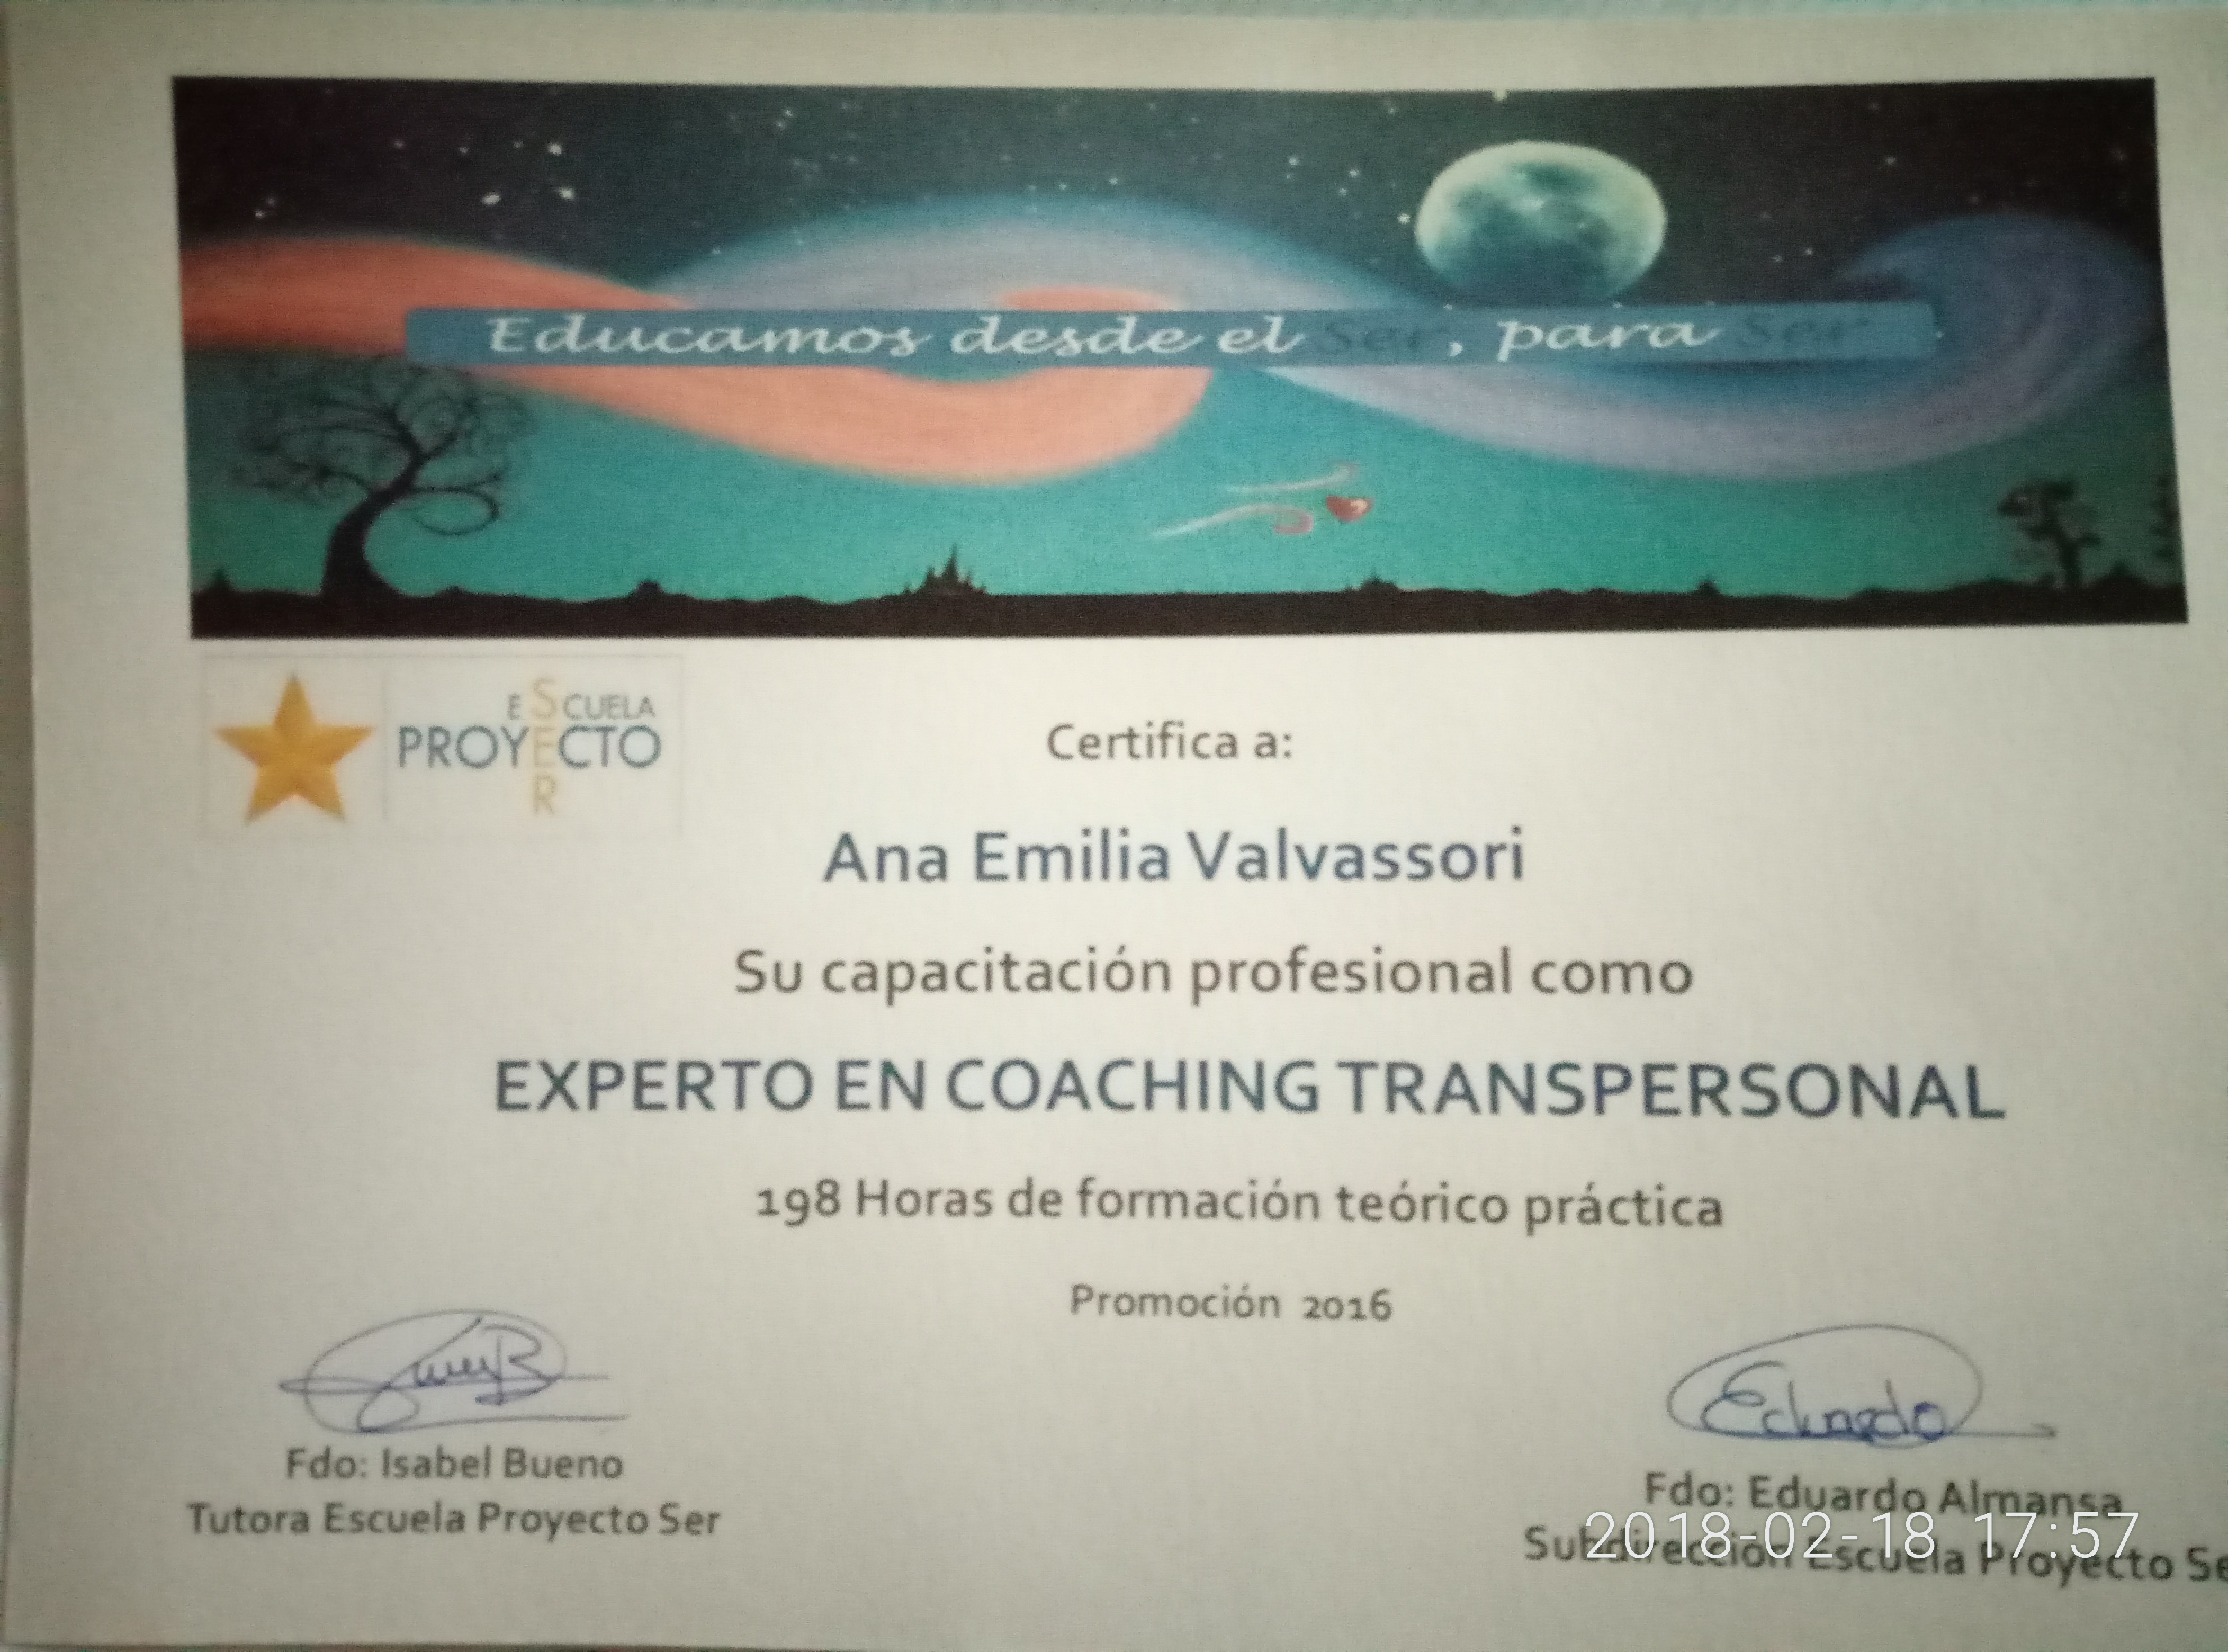 Educamos desde el Ser, para Ser
ESCUELA
PROYECTO
SER
Certifica a:
Ana Emilia Valvassori
Su capacitación profesional como
EXPERTO EN COACHING TRANSPERSONAL
198 Horas de formación teórico práctica
Promoción 2016
Fdo: Isabel Bueno
Tutora Escuela Proyecto Ser
Eduardo
Fdo: Eduardo Almansa
Subdirección Escuela Proyecto Se
2018-02-18 17:57